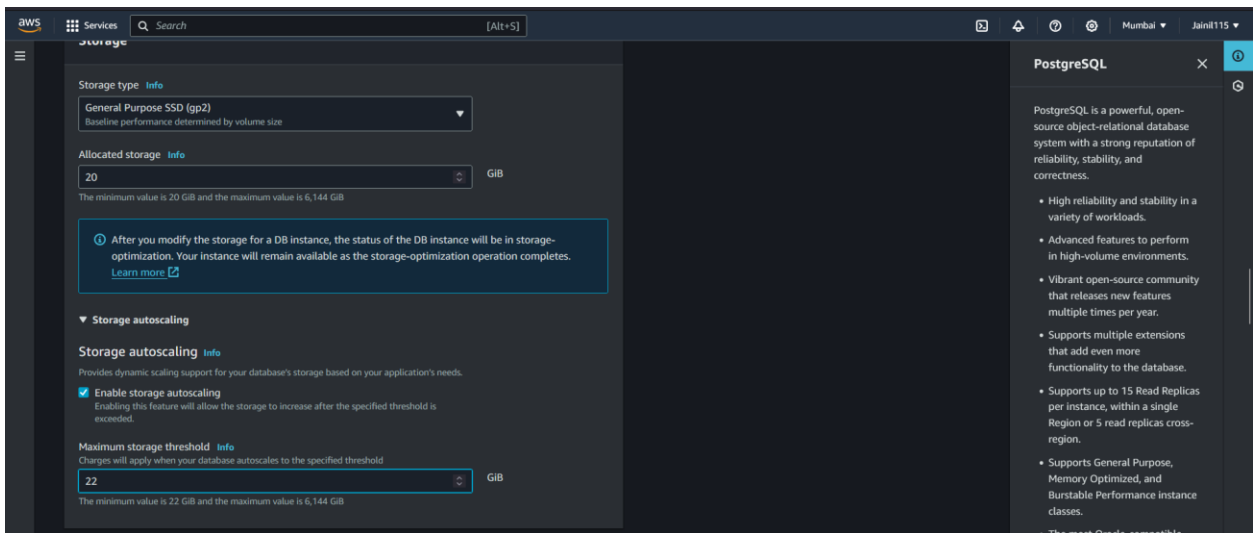 aws
Services
Search
[Alt+S]
Mumbai
Jainil115
Storage
Storage type Info
General Purpose SSD (gp2)
Baseline performance determined by volume size
Allocated storage Info
20
GiB
The minimum value is 20 GiB and the maximum value is 6,144 GiB
After you modify the storage for a DB instance, the status of the DB instance will be in storage-
optimization. Your instance will remain available as the storage-optimization operation completes.
Learn more
Storage autoscaling
Storage autoscaling Info
Provides dynamic scaling support for your database's storage based on your application's needs.
Enable storage autoscaling
Enabling this feature will allow the storage to increase after the specified threshold is
exceeded.
Maximum storage threshold Info
Charges will apply when your database autoscales to the specified threshold
22
GiB
The minimum value is 22 GiB and the maximum value is 6,144 GiB
PostgreSQL
PostgreSQL is a powerful, open-
source object-relational database
system with a strong reputation of
reliability, stability, and
correctness.
• High reliability and stability in a
variety of workloads.
• Advanced features to perform
in high-volume environments.
• Vibrant open-source community
that releases new features
multiple times per year.
• Supports multiple extensions
that add even more
functionality to the database.
• Supports up to 15 Read Replicas
per instance, within a single
Region or 5 read replicas cross-
region.
• Supports General Purpose,
Memory Optimized, and
Burstable Performance instance
classes.
• The most Oracle-compatible